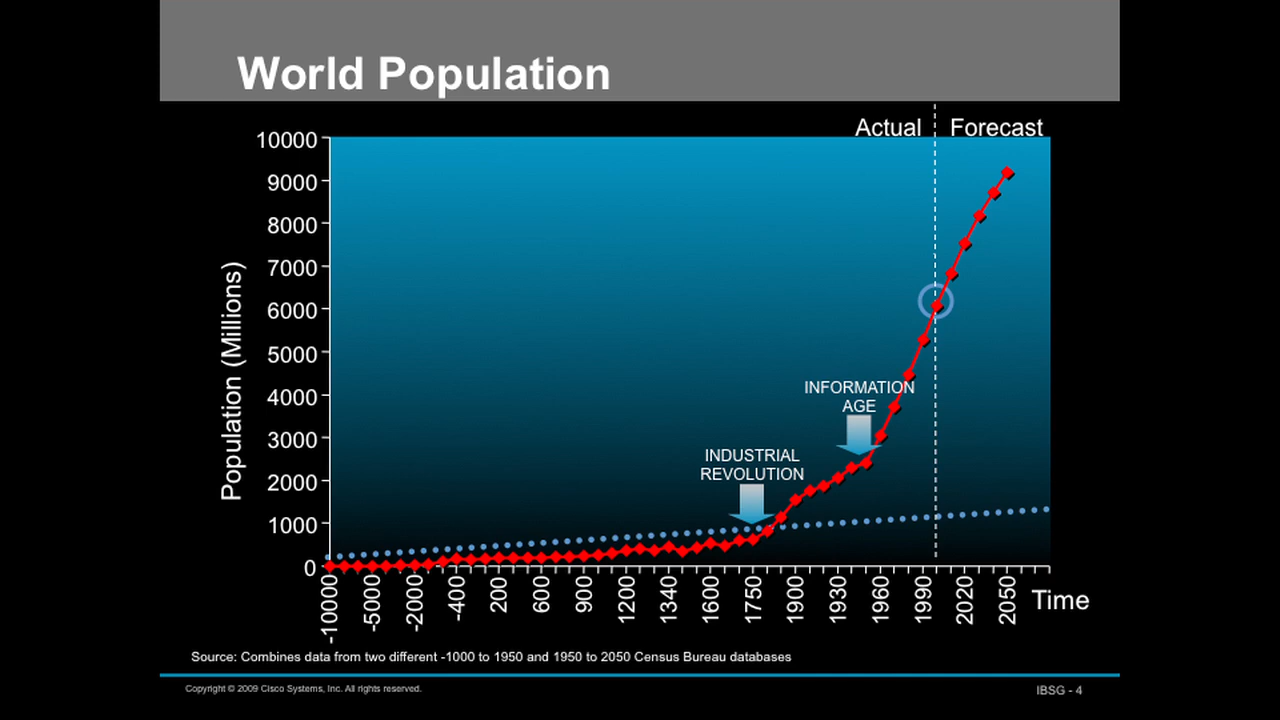 World Population
Actual
Forecast
10000
9000
8000
7000
6000
5000
4000
3000
2000
1000
0
Population (Millions)
INFORMATION
AGE
INDUSTRIAL
REVOLUTION
-10000
-5000
-2000
-400
200
600
900
1200
1340
1600
1750
1900
1930
1960
1990
2020
2050
Time
Source: Combines data from two different -1000 to 1950 and 1950 to 2050 Census Bureau databases
Copyright © 2009 Cisco Systems, Inc. All rights reserved.
IBSG - 4